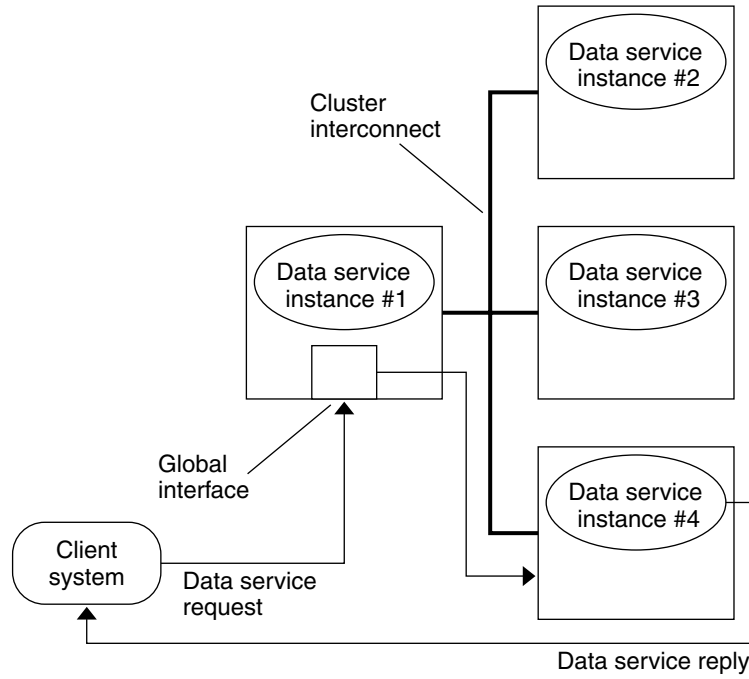 Data service
instance #2
Cluster
interconnect
Data service
instance #1
Data service
instance #3
Global
interface
Data service
instance #4
Client
system
Data service
request
Data service reply